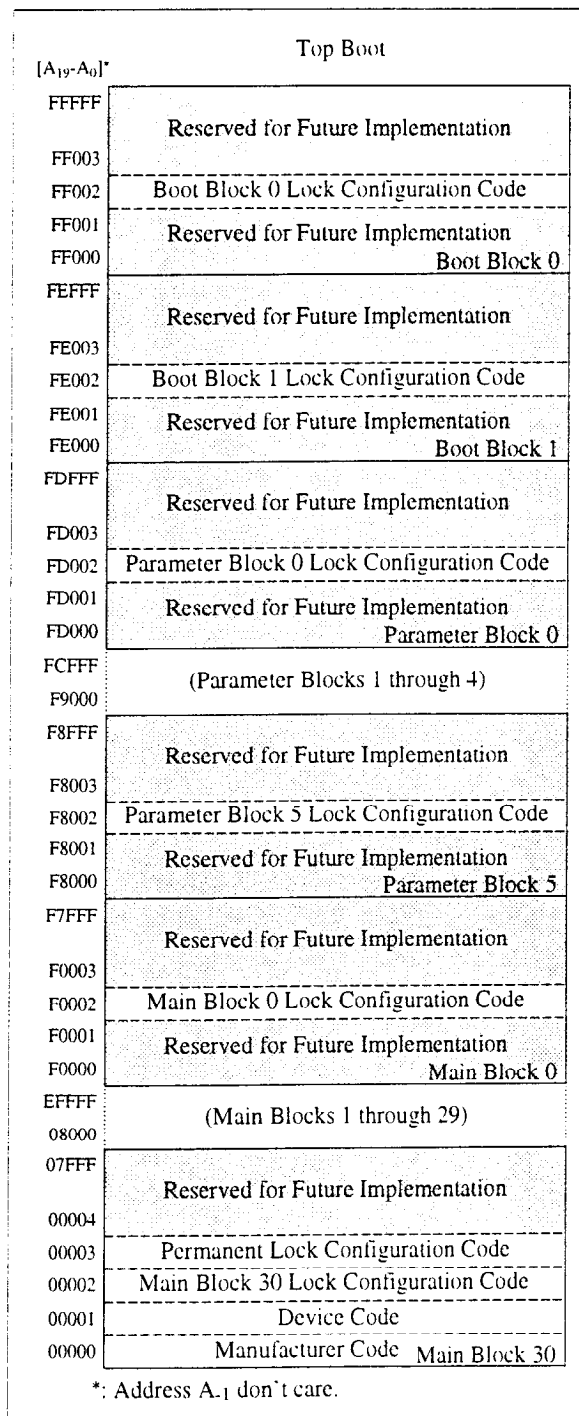 Top Boot
[A19-A0]*
FFFFF
Reserved for Future Implementation
FF003
FF002 Boot Block 0 Lock Configuration Code
FF001
Reserved for Future Implementation
FF000 Boot Block 0
FEFFF
Reserved for Future Implementation
FE003
FE002 Boot Block 1 Lock Configuration Code
FE001
Reserved for Future Implementation
FE000 Boot Block 1
FDFFF
Reserved for Future Implementation
FD003
FD002 Parameter Block 0 Lock Configuration Code
FD001
Reserved for Future Implementation
FD000 Parameter Block 0
FCFFF
(Parameter Blocks 1 through 4)
F9000
F8FFF
Reserved for Future Implementation
F8003
F8002 Parameter Block 5 Lock Configuration Code
F8001
Reserved for Future Implementation
F8000 Parameter Block 5
F7FFF
Reserved for Future Implementation
F0003
F0002 Main Block 0 Lock Configuration Code
F0001
Reserved for Future Implementation
F0000 Main Block 0
EFFFF
(Main Blocks 1 through 29)
08000
07FFF
Reserved for Future Implementation
00004
00003 Permanent Lock Configuration Code
00002 Main Block 30 Lock Configuration Code
00001 Device Code
00000 Manufacturer Code Main Block 30
*: Address A-1 don't care.